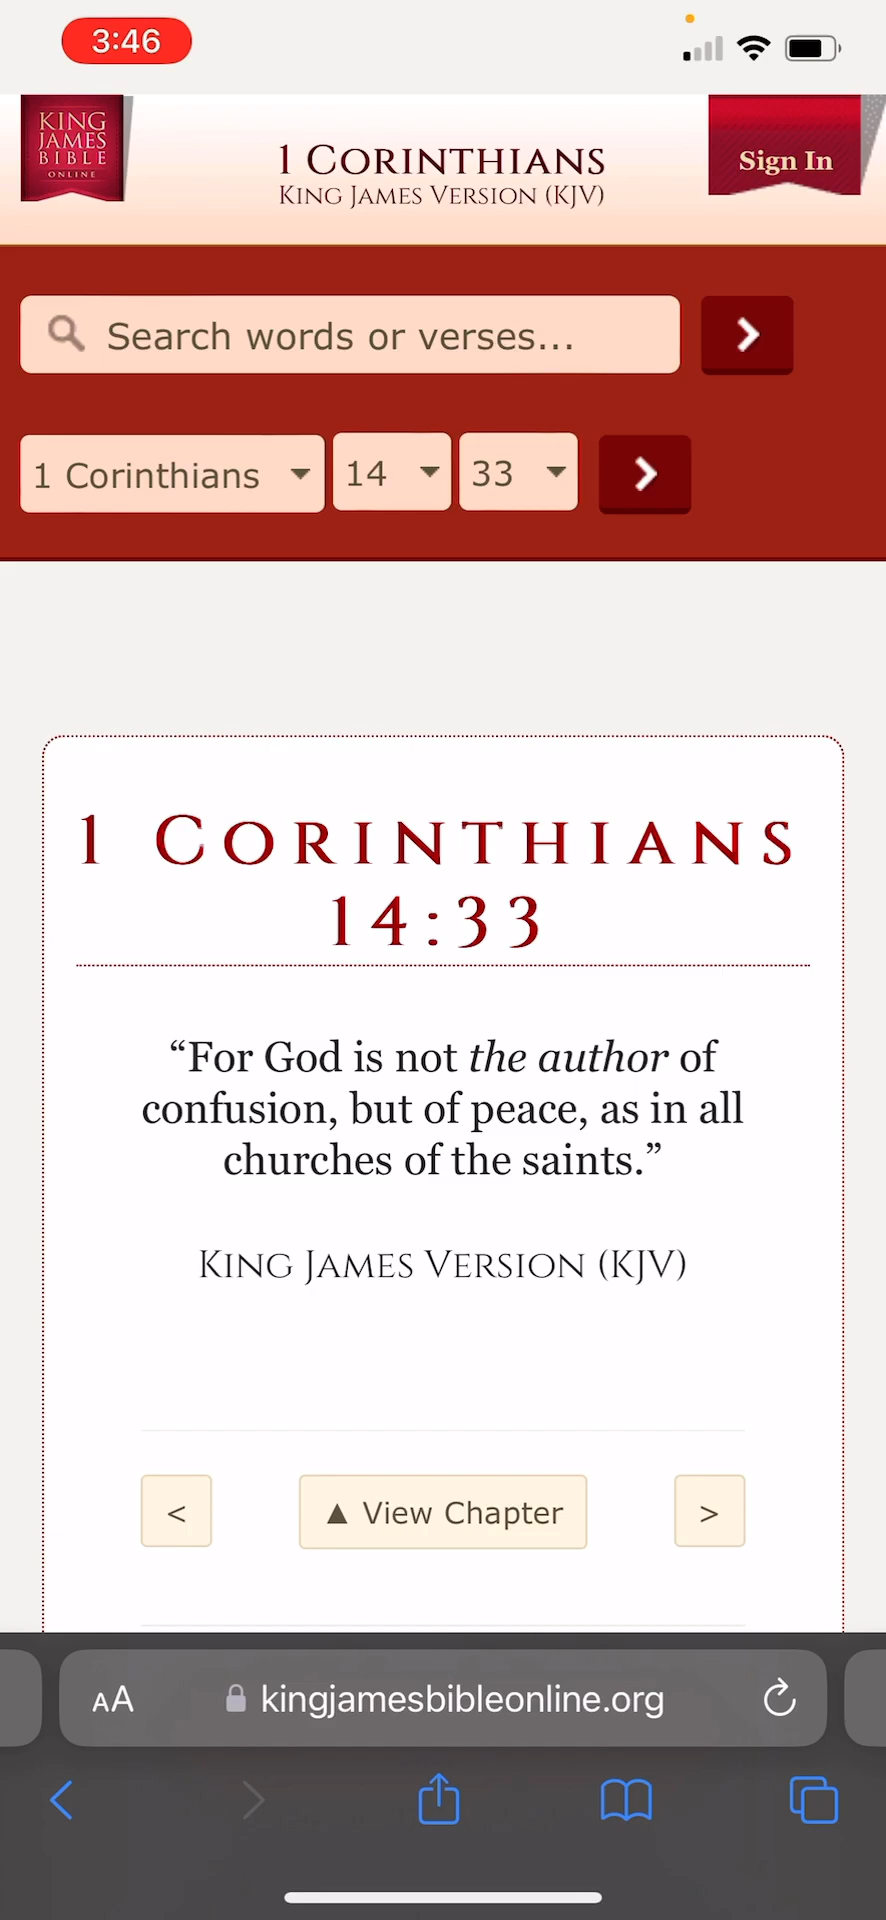 3:46
KING
JAMES
BIBLE
ONLINE
1 CORINTHIANS
KING JAMES VERSION (KJV)
Sign In
Search words or verses...
1 Corinthians 14 33
1 CORINTHIANS
14:33
“For God is not the author of
confusion, but of peace, as in all
churches of the saints.”
KING JAMES VERSION (KJV)
< ▲ View Chapter >
AA kingjamesbibleonline.org